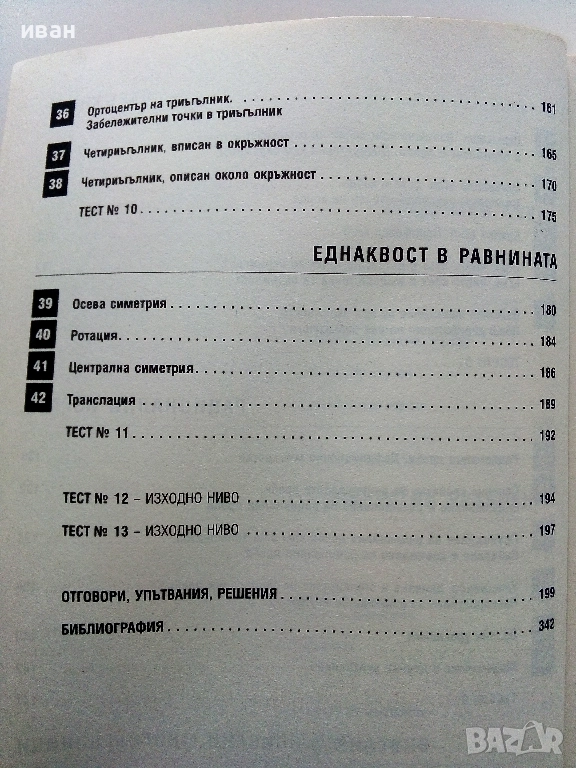 иван
36 Ортоцентър на триъгълник. 161
Забележителни точки в триъгълник
37 Четириъгълник, вписан в окръжност 165
38 Четириъгълник, описан около окръжност 170
ТЕСТ № 10 175
ЕДНАКВОСТ В РАВНИНАТА
39 Осева симетрия 180
40 Ротация 184
41 Централна симетрия 186
42 Транслация 189
ТЕСТ № 11 192
ТЕСТ № 12 – ИЗХОДНО НИВО 194
ТЕСТ № 13 – ИЗХОДНО НИВО 197
ОТГОВОРИ, УПЪТВАНИЯ, РЕШЕНИЯ 199
БИБЛИОГРАФИЯ 342
BAZAR